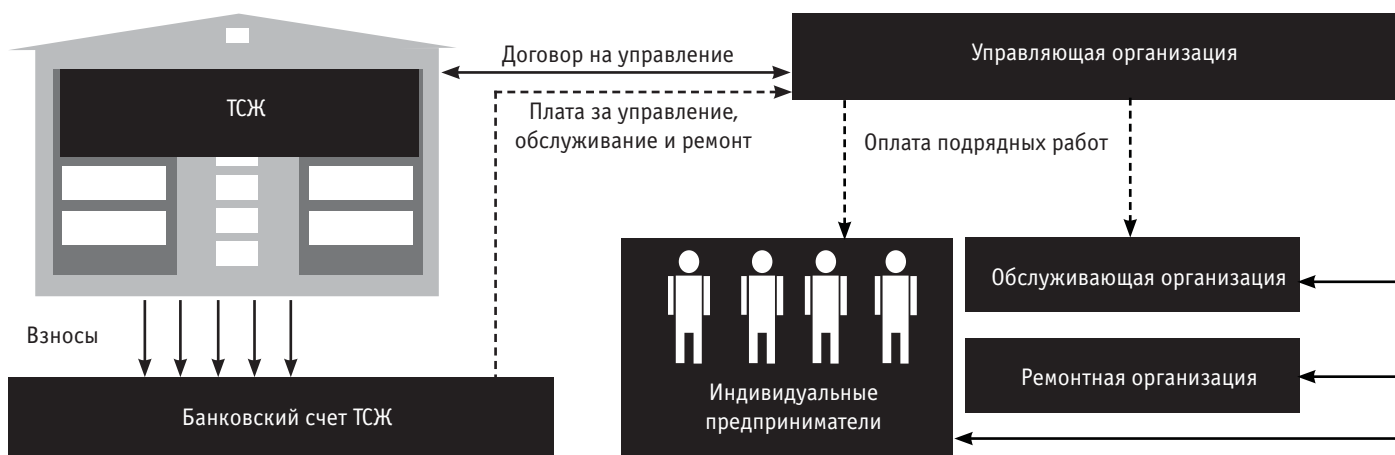 Договор на управление
Управляющая организация
ТСЖ
Плата за управление,
обслуживание и ремонт
Оплата подрядных работ
Обслуживающая организация
Взносы
Ремонтная организация
Индивидуальные
предприниматели
Банковский счет ТСЖ